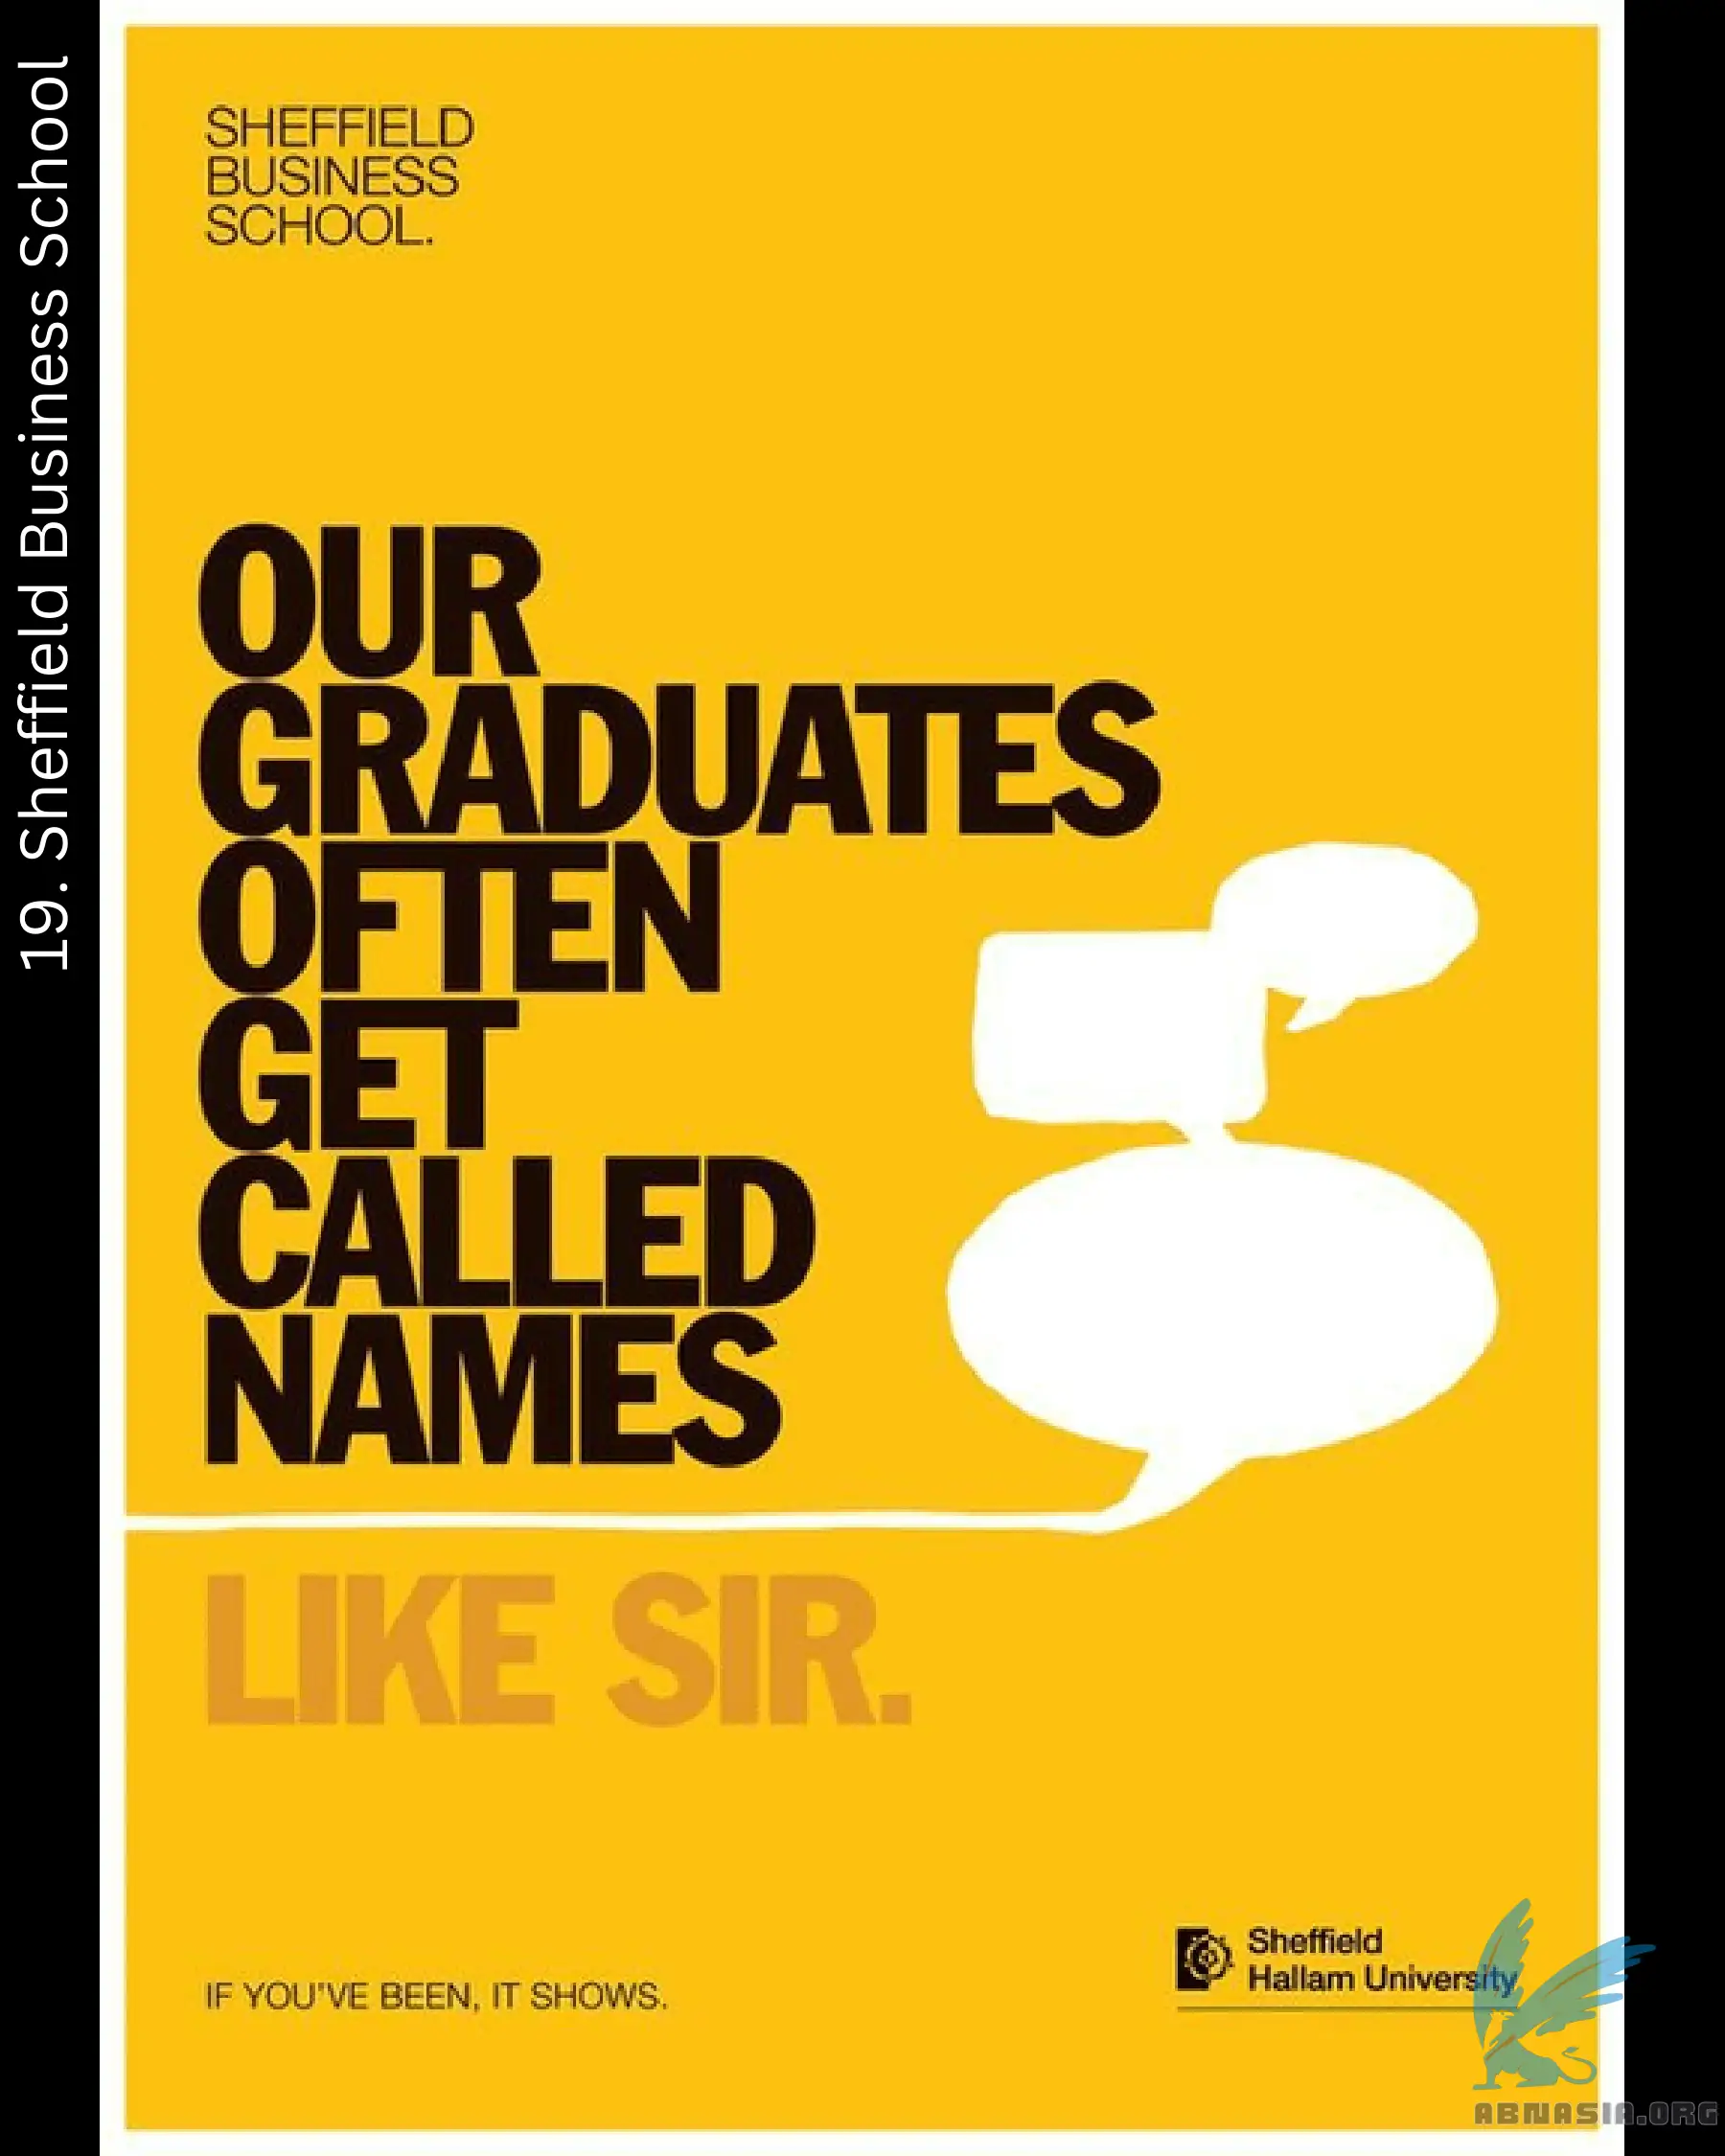 19. Sheffield Business School
SHEFFIELD
BUSINESS
SCHOOL.
OUR
GRADUATES
OFTEN
GET
CALLED
NAMES
LIKE SIR.
IF YOU'VE BEEN, IT SHOWS.
Sheffield
Hallam University
ABNASIA.ORG